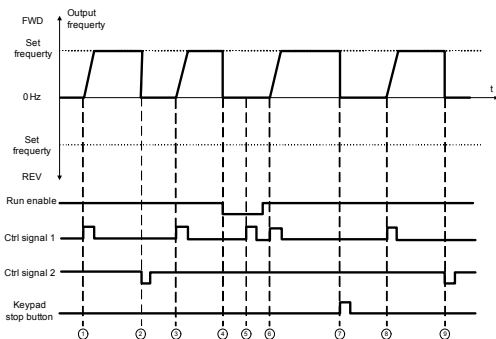 FWD
Output
frequerty
Set
frequerty
0 Hz
t
Set
frequerty
REV
Run enable
Ctrl signal 1
Ctrl signal 2
Keypad
stop button
1 2 3 4 5 6 7 8 9